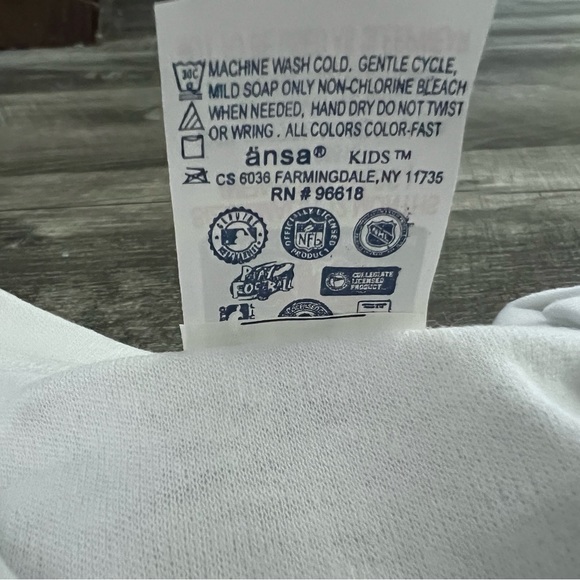 30C
MACHINE WASH COLD. GENTLE CYCLE,
MILD SOAP ONLY NON-CHLORINE BLEACH
WHEN NEEDED, HAND DRY DO NOT TWIST
OR WRING . ALL COLORS COLOR-FAST
änsa® KIDS™
CS 6036 FARMINGDALE, NY 11735
RN # 96618
GENUINE
OFFICIALLY LICENSED
NFL
PRODUCT
NHL
PLAY
FOOTBALL
COLLEGIATE
LICENSED
PRODUCT